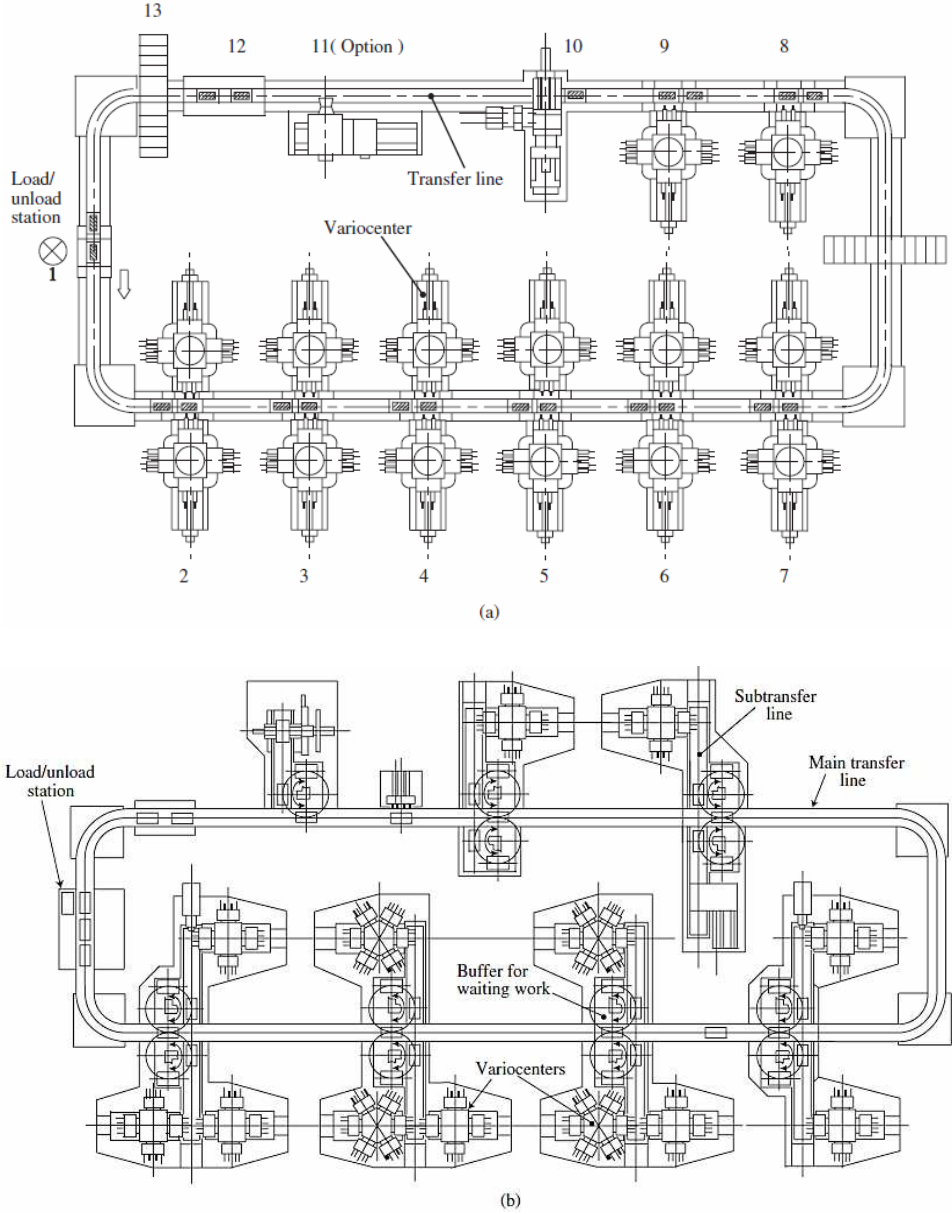 13
12
11( Option )
10
9
8
Load/
unload
station
1
Transfer line
Variocenter
2
3
4
5
6
7
(a)
Subtransfer
line
Load/unload
station
Main transfer
line
Buffer for
waiting work
Variocenters
(b)